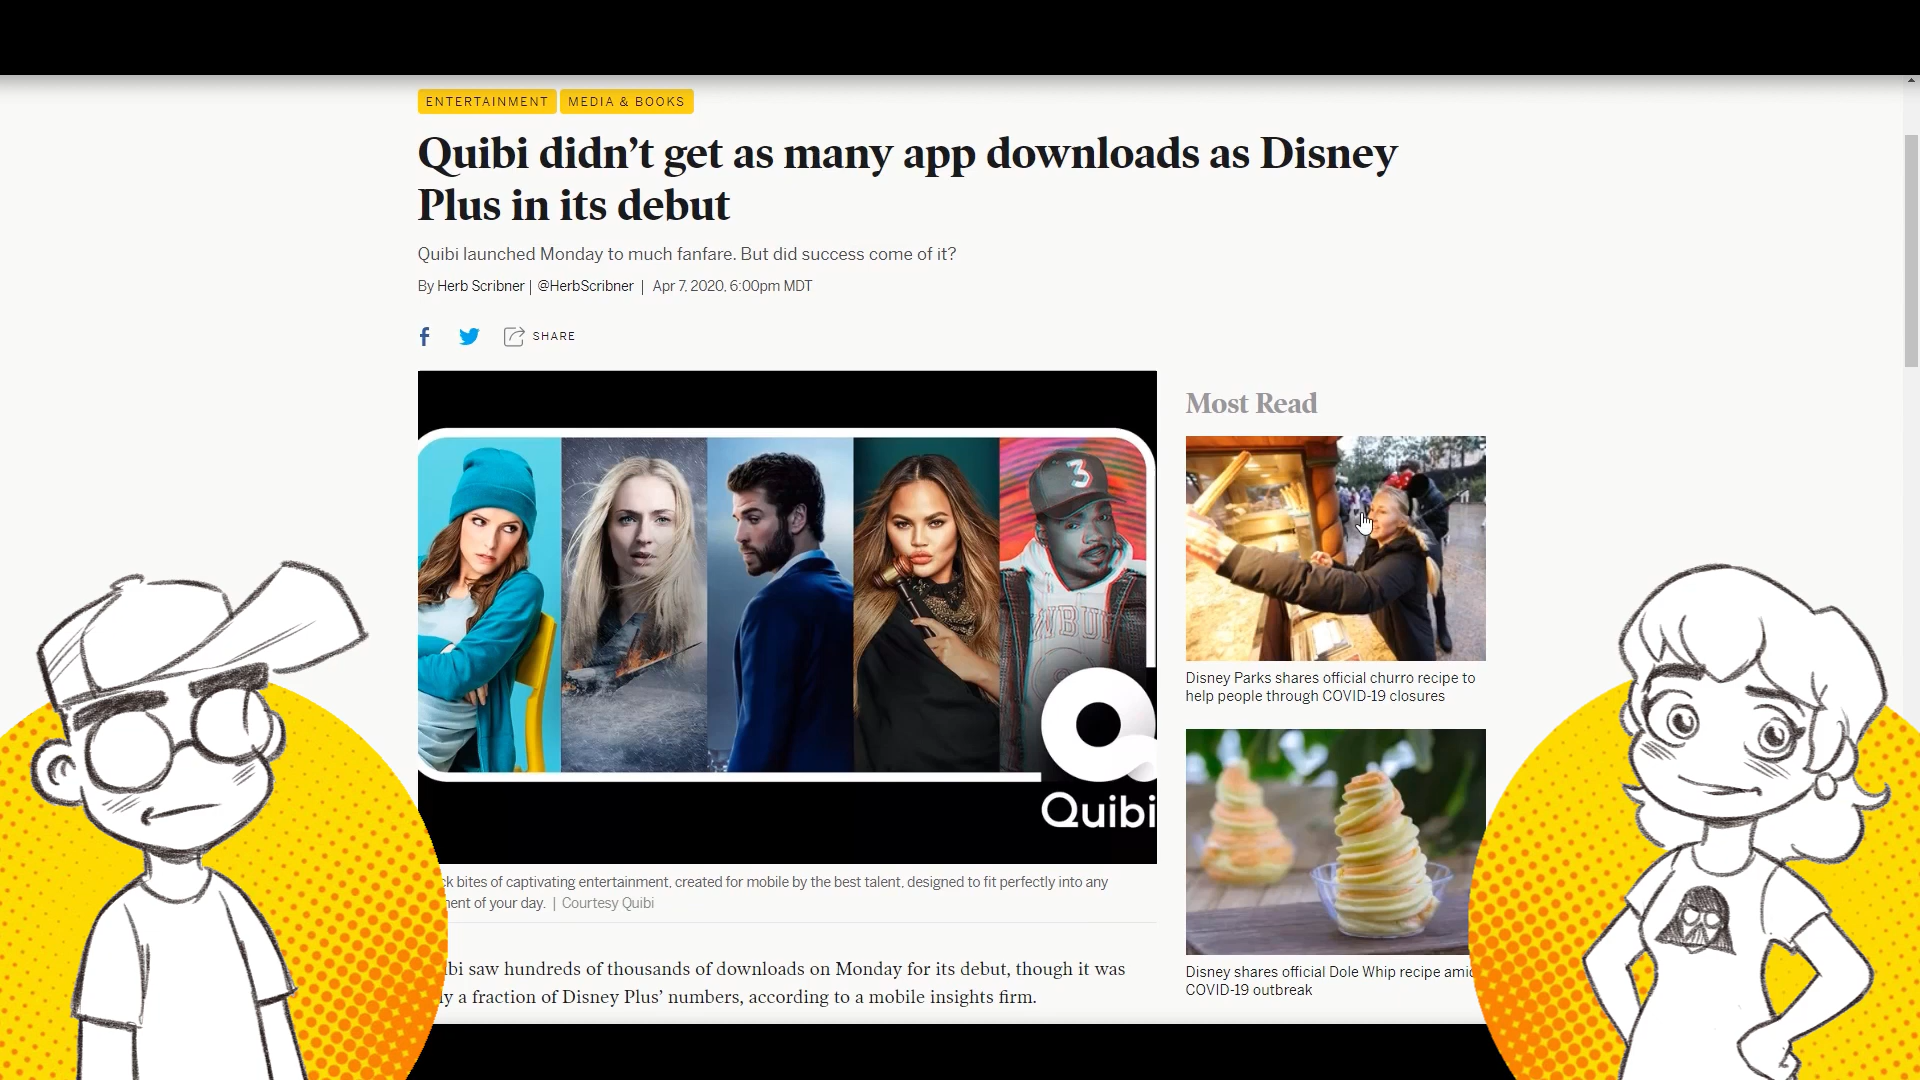 ENTERTAINMENT MEDIA & BOOKS
Quibi didn’t get as many app downloads as Disney
Plus in its debut
Quibi launched Monday to much fanfare. But did success come of it?
By Herb Scribner | @HerbScribner | Apr 7, 2020, 6:00pm MDT
SHARE
3
Quibi
bites of captivating entertainment, created for mobile by the best talent, designed to fit perfectly into any
of your day. | Courtesy Quibi
saw hundreds of thousands of downloads on Monday for its debut, though it was
a fraction of Disney Plus’ numbers, according to a mobile insights firm.
Most Read
Disney Parks shares official churro recipe to
help people through COVID-19 closures
Disney shares official Dole Whip recipe
COVID-19 outbreak